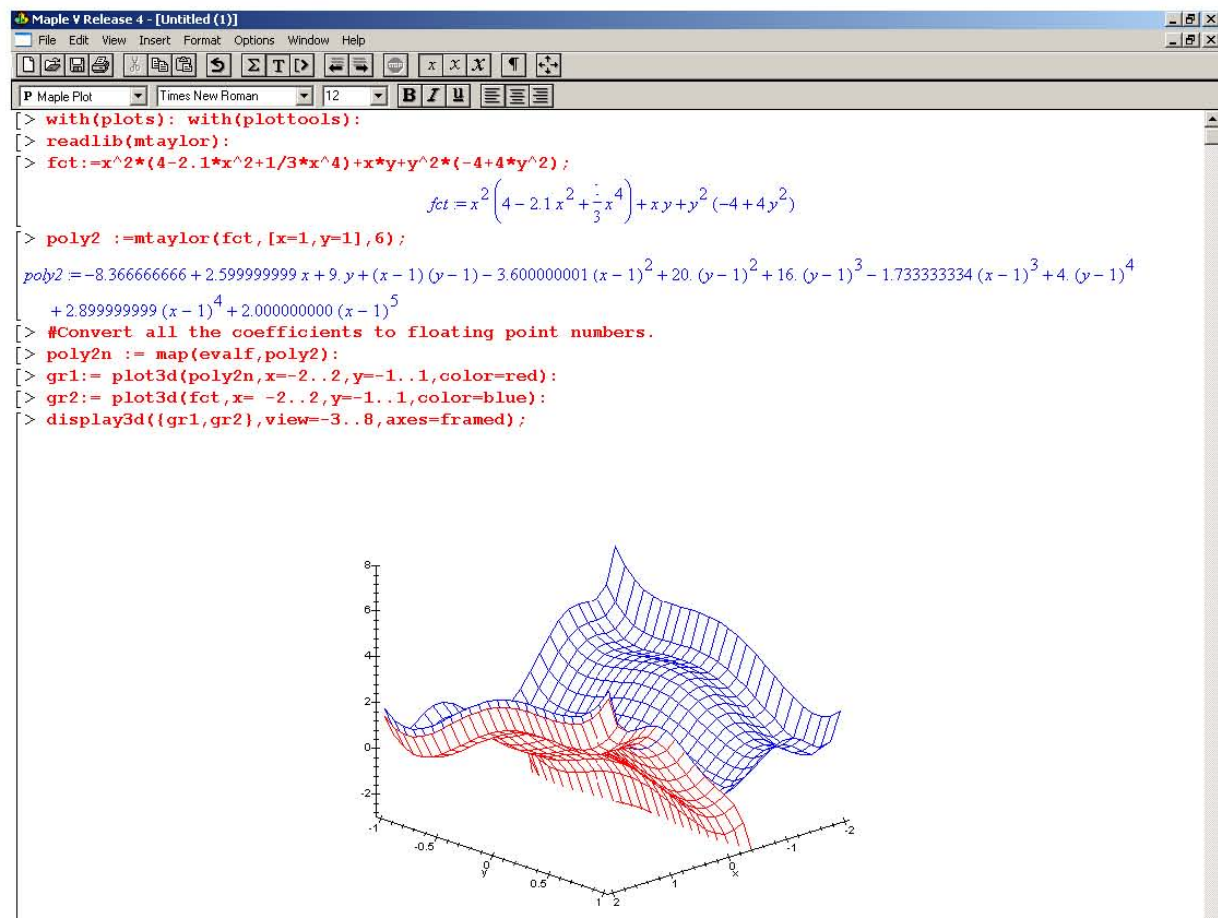 Maple V Release 4 - [Untitled (1)]
File Edit View Insert Format Options Window Help
Σ T [> x x x ¶
P Maple Plot Times New Roman 12 B I u
[> with(plots): with(plottools):
[> readlib(mtaylor):
[> fct:=x^2*(4-2.1*x^2+1/3*x^4)+x*y+y^2*(-4+4*y^2);
fct := x^2 (4 − 2.1 x^2 + 1/3 x^4) + x y + y^2 (−4 + 4 y^2)
[> poly2 :=mtaylor(fct,[x=1,y=1],6);
poly2 := −8.366666666 + 2.599999999 x + 9. y + (x − 1) (y − 1) − 3.600000001 (x − 1)^2 + 20. (y − 1)^2 + 16. (y − 1)^3 − 1.733333334 (x − 1)^3 + 4. (y − 1)^4
+ 2.899999999 (x − 1)^4 + 2.000000000 (x − 1)^5
[> #Convert all the coefficients to floating point numbers.
[> poly2n := map(evalf,poly2):
[> gr1:= plot3d(poly2n,x=-2..2,y=-1..1,color=red):
[> gr2:= plot3d(fct,x= -2..2,y=-1..1,color=blue):
[> display3d({gr1,gr2},view=-3..8,axes=framed);
8
6
4
2
0
-2
-1
-0.5
0
y
0.5
1
2
1
0
x
-1
-2